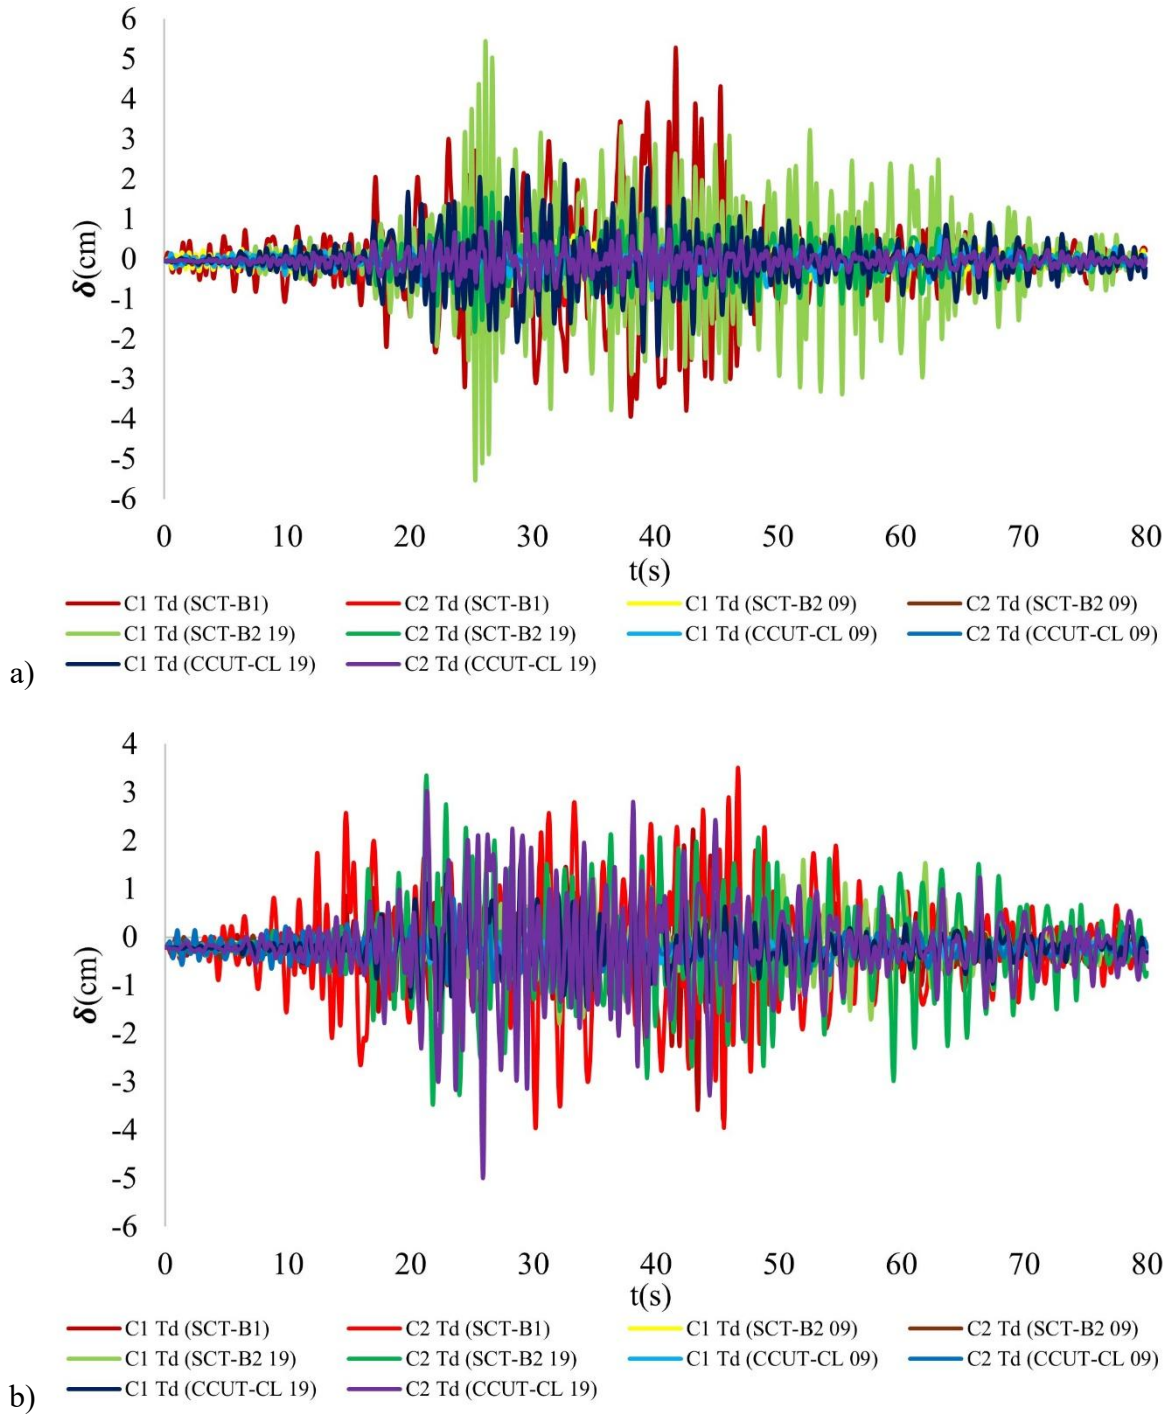 6
5
4
3
2
1
0
-1
-2
-3
-4
-5
-6
δ(cm)
0 10 20 30 40 50 60 70 80
t(s)
C1 Td (SCT-B1) C2 Td (SCT-B1) C1 Td (SCT-B2 09) C2 Td (SCT-B2 09)
C1 Td (SCT-B2 19) C2 Td (SCT-B2 19) C1 Td (CCUT-CL 09) C2 Td (CCUT-CL 09)
C1 Td (CCUT-CL 19) C2 Td (CCUT-CL 19)
a)
4
3
2
1
0
-1
-2
-3
-4
-5
-6
δ(cm)
0 10 20 30 40 50 60 70 80
t(s)
C1 Td (SCT-B1) C2 Td (SCT-B1) C1 Td (SCT-B2 09) C2 Td (SCT-B2 09)
C1 Td (SCT-B2 19) C2 Td (SCT-B2 19) C1 Td (CCUT-CL 09) C2 Td (CCUT-CL 09)
C1 Td (CCUT-CL 19) C2 Td (CCUT-CL 19)
b)